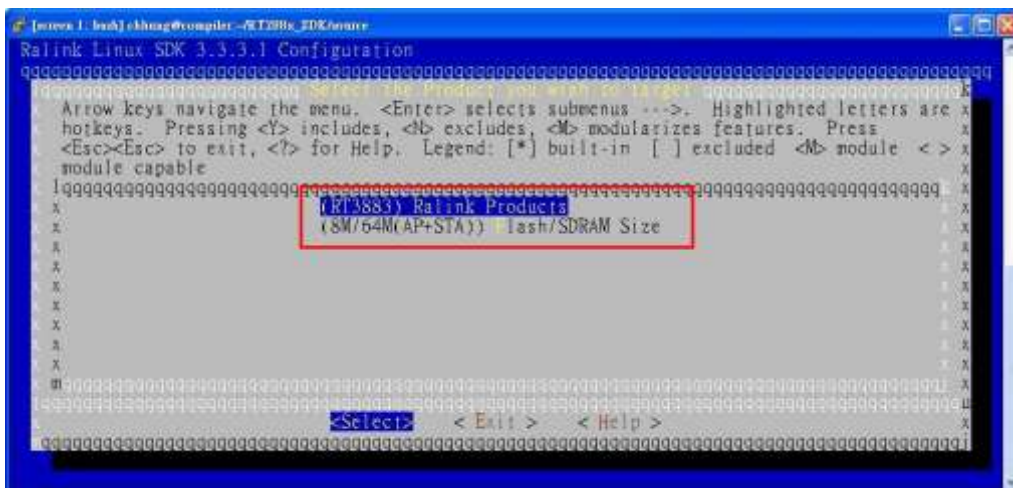 [screen 1: bash] ckhung@compiler:~/RT288x_SDK/source
Ralink Linux SDK 3.3.3.1 Configuration
Select the Product you wish to target
Arrow keys navigate the menu.  <Enter> selects submenus --->.  Highlighted letters are
hotkeys.  Pressing <Y> includes, <N> excludes, <M> modularizes features.  Press
<Esc><Esc> to exit, <?> for Help.  Legend: [*] built-in  [ ] excluded  <M> module  < >
module capable
(RT3883) Ralink Products
(8M/64M(AP+STA)) Flash/SDRAM Size
<Select>    < Exit >    < Help >